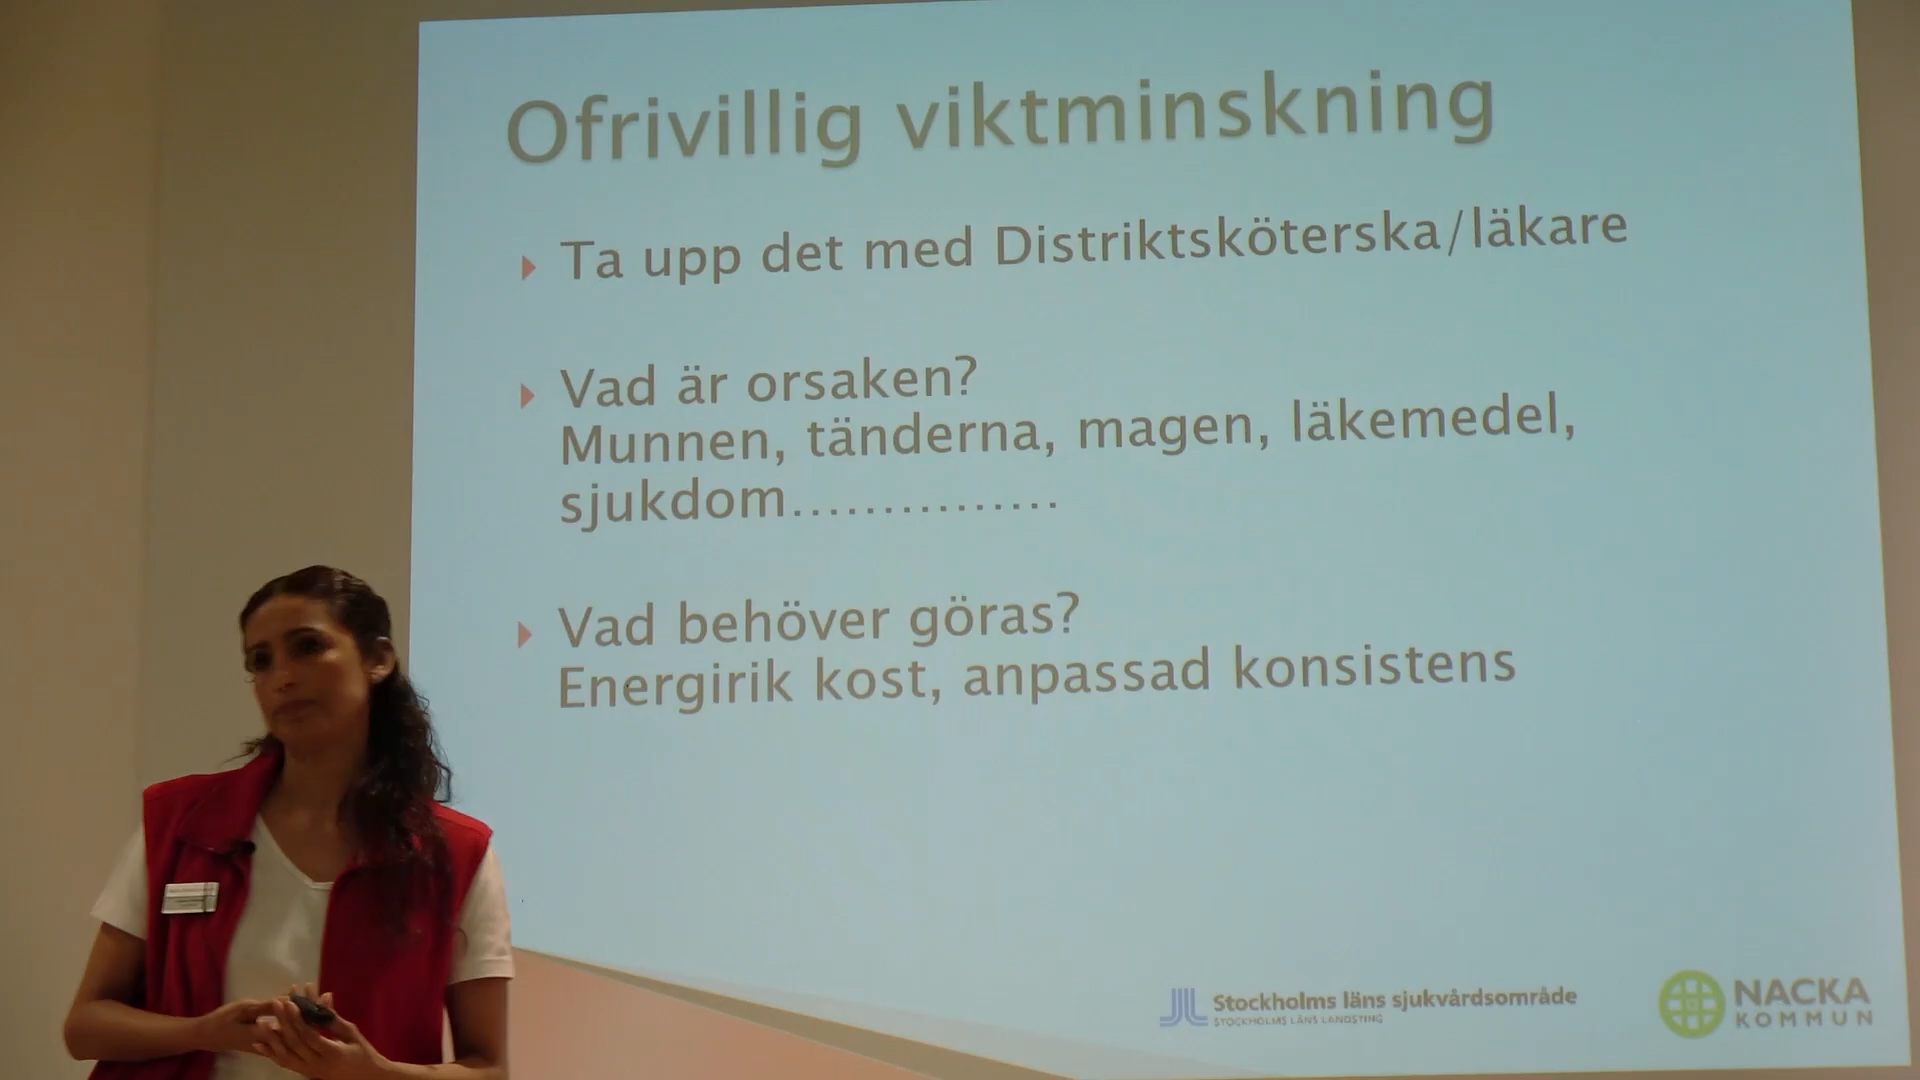 Ofrivillig viktminskning
Ta upp det med Distriktsköterska/läkare
Vad är orsaken?
Munnen, tänderna, magen, läkemedel,
sjukdom...............
Vad behöver göras?
Energirik kost, anpassad konsistens
Stockholms läns sjukvårdsområde
STOCKHOLMS LÄNS LANDSTING
NACKA
KOMMUN